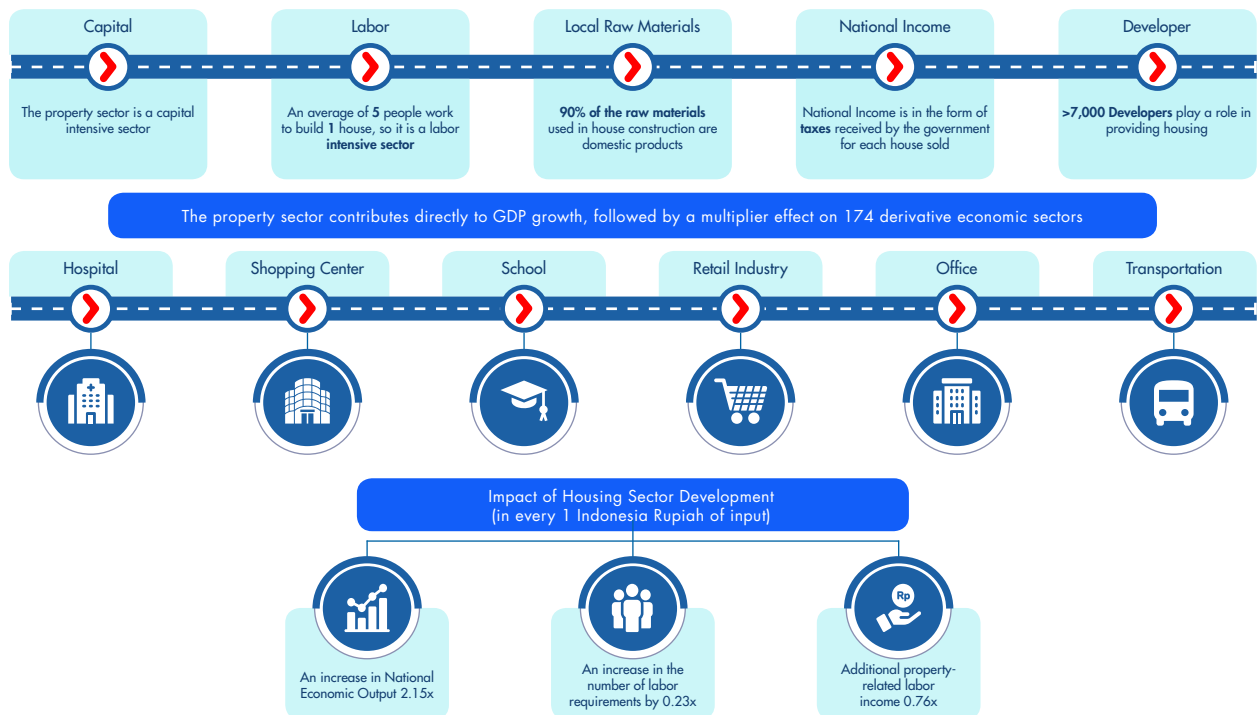 Capital
Labor
Local Raw Materials
National Income
Developer
The property sector is a capital
intensive sector
An average of 5 people work
to build 1 house, so it is a labor
intensive sector
90% of the raw materials
used in house construction are
domestic products
National Income is in the form of
taxes received by the government
for each house sold
>7,000 Developers play a role in
providing housing
The property sector contributes directly to GDP growth, followed by a multiplier effect on 174 derivative economic sectors
Hospital
Shopping Center
School
Retail Industry
Office
Transportation
Impact of Housing Sector Development
(in every 1 Indonesia Rupiah of input)
An increase in National
Economic Output 2.15x
An increase in the
number of labor
requirements by 0.23x
Rp
Additional property-
related labor
income 0.76x